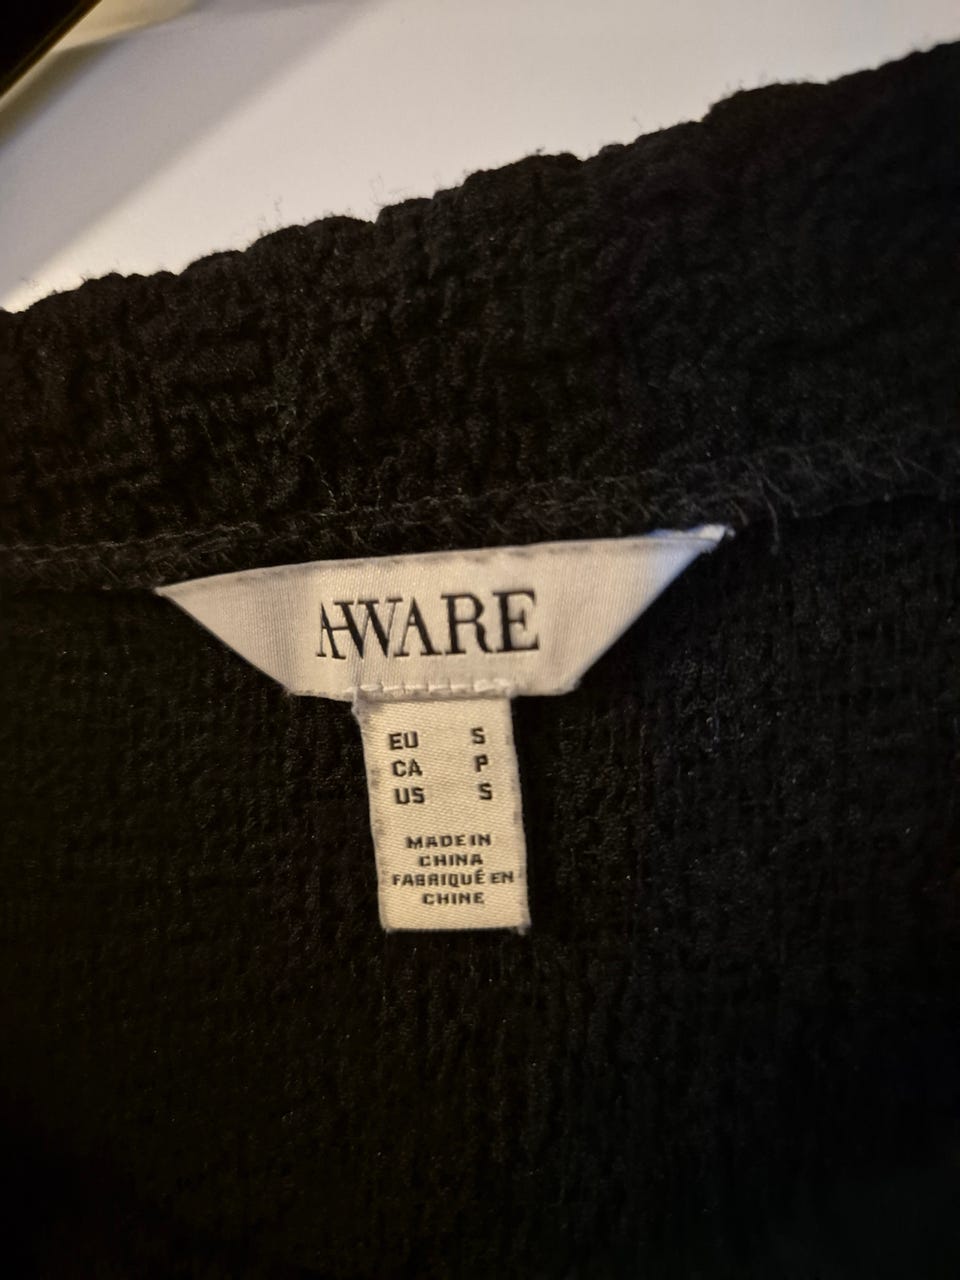 AWARE
EU S
CA P
US S
MADE IN
CHINA
FABRIQUÉ EN
CHINE